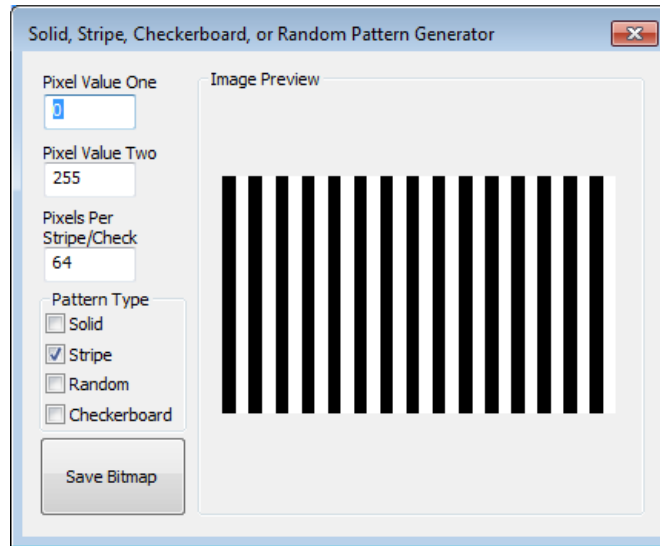 Solid, Stripe, Checkerboard, or Random Pattern Generator
Pixel Value One
0
Pixel Value Two
255
Pixels Per
Stripe/Check
64
Pattern Type
Solid
Stripe
Random
Checkerboard
Save Bitmap
Image Preview